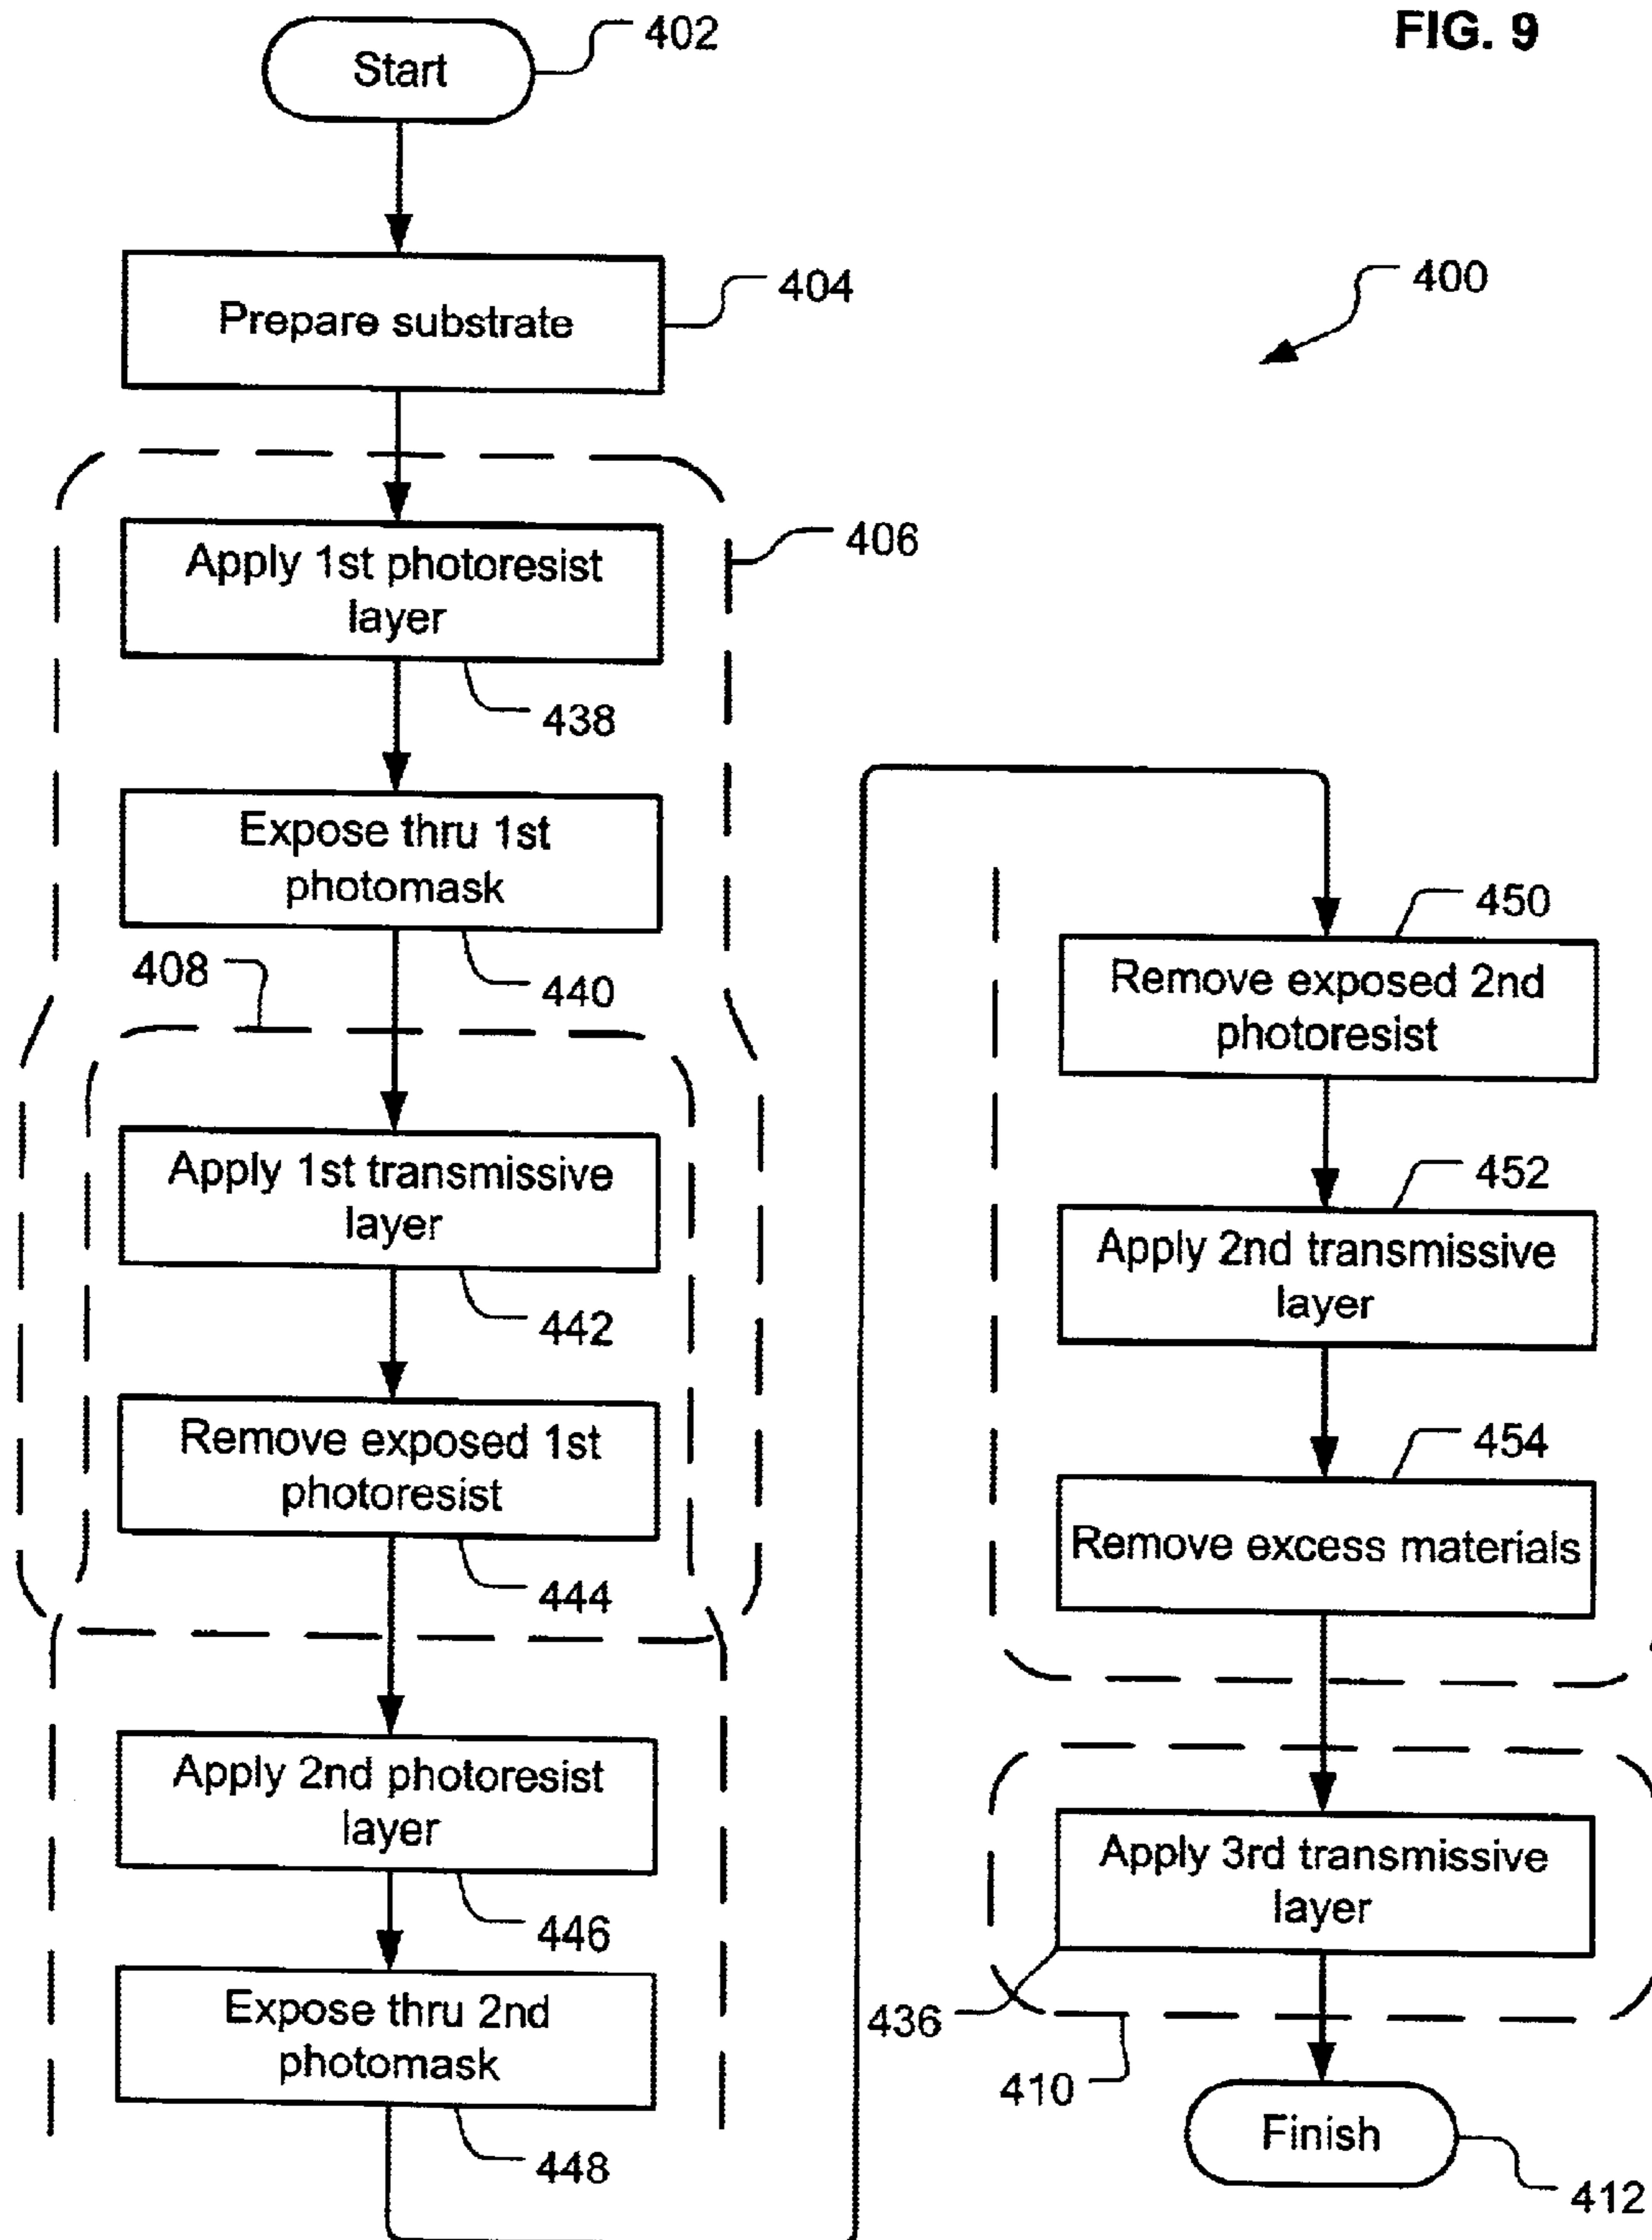 FIG. 9
Start
402
Prepare substrate
404
400
406
Apply 1st photoresist
layer
438
Expose thru 1st
photomask
440
408
Apply 1st transmissive
layer
442
Remove exposed 1st
photoresist
444
Apply 2nd photoresist
layer
446
Expose thru 2nd
photomask
448
450
Remove exposed 2nd
photoresist
452
Apply 2nd transmissive
layer
454
Remove excess materials
Apply 3rd transmissive
layer
436
410
Finish
412